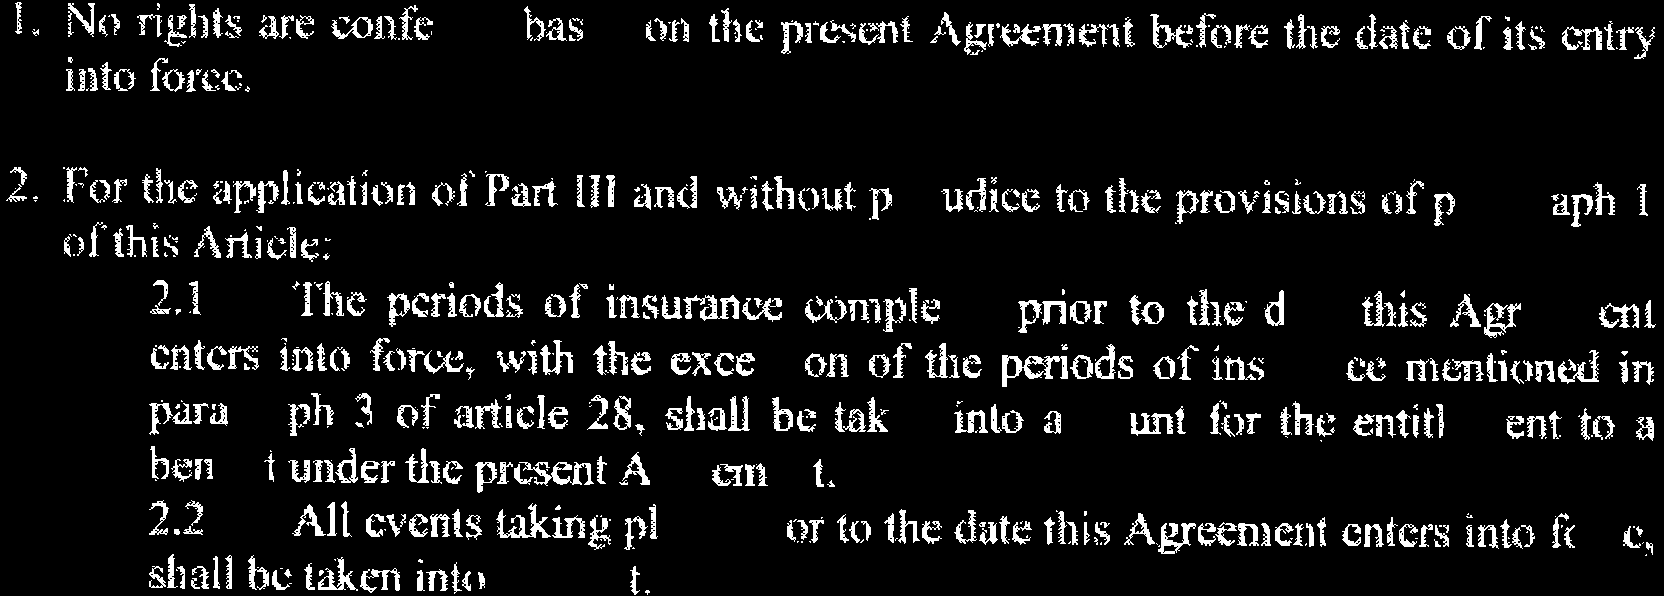 1. No rights are confe bas on the present Agreement before the date of its entry
into force.
2. For the application of Part III and without p udice to the provisions of p aph 1
of this Article:
2.1 The periods of insurance comple prior to the d this Agr ent
enters into force, with the exce on of the periods of ins ce mentioned in
para ph 3 of article 28, shall be tak into a unt for the entitl ent to a
ben t under the present A em t.
2.2 All events taking pl or to the date this Agreement enters into fo c,
shall be taken into t.